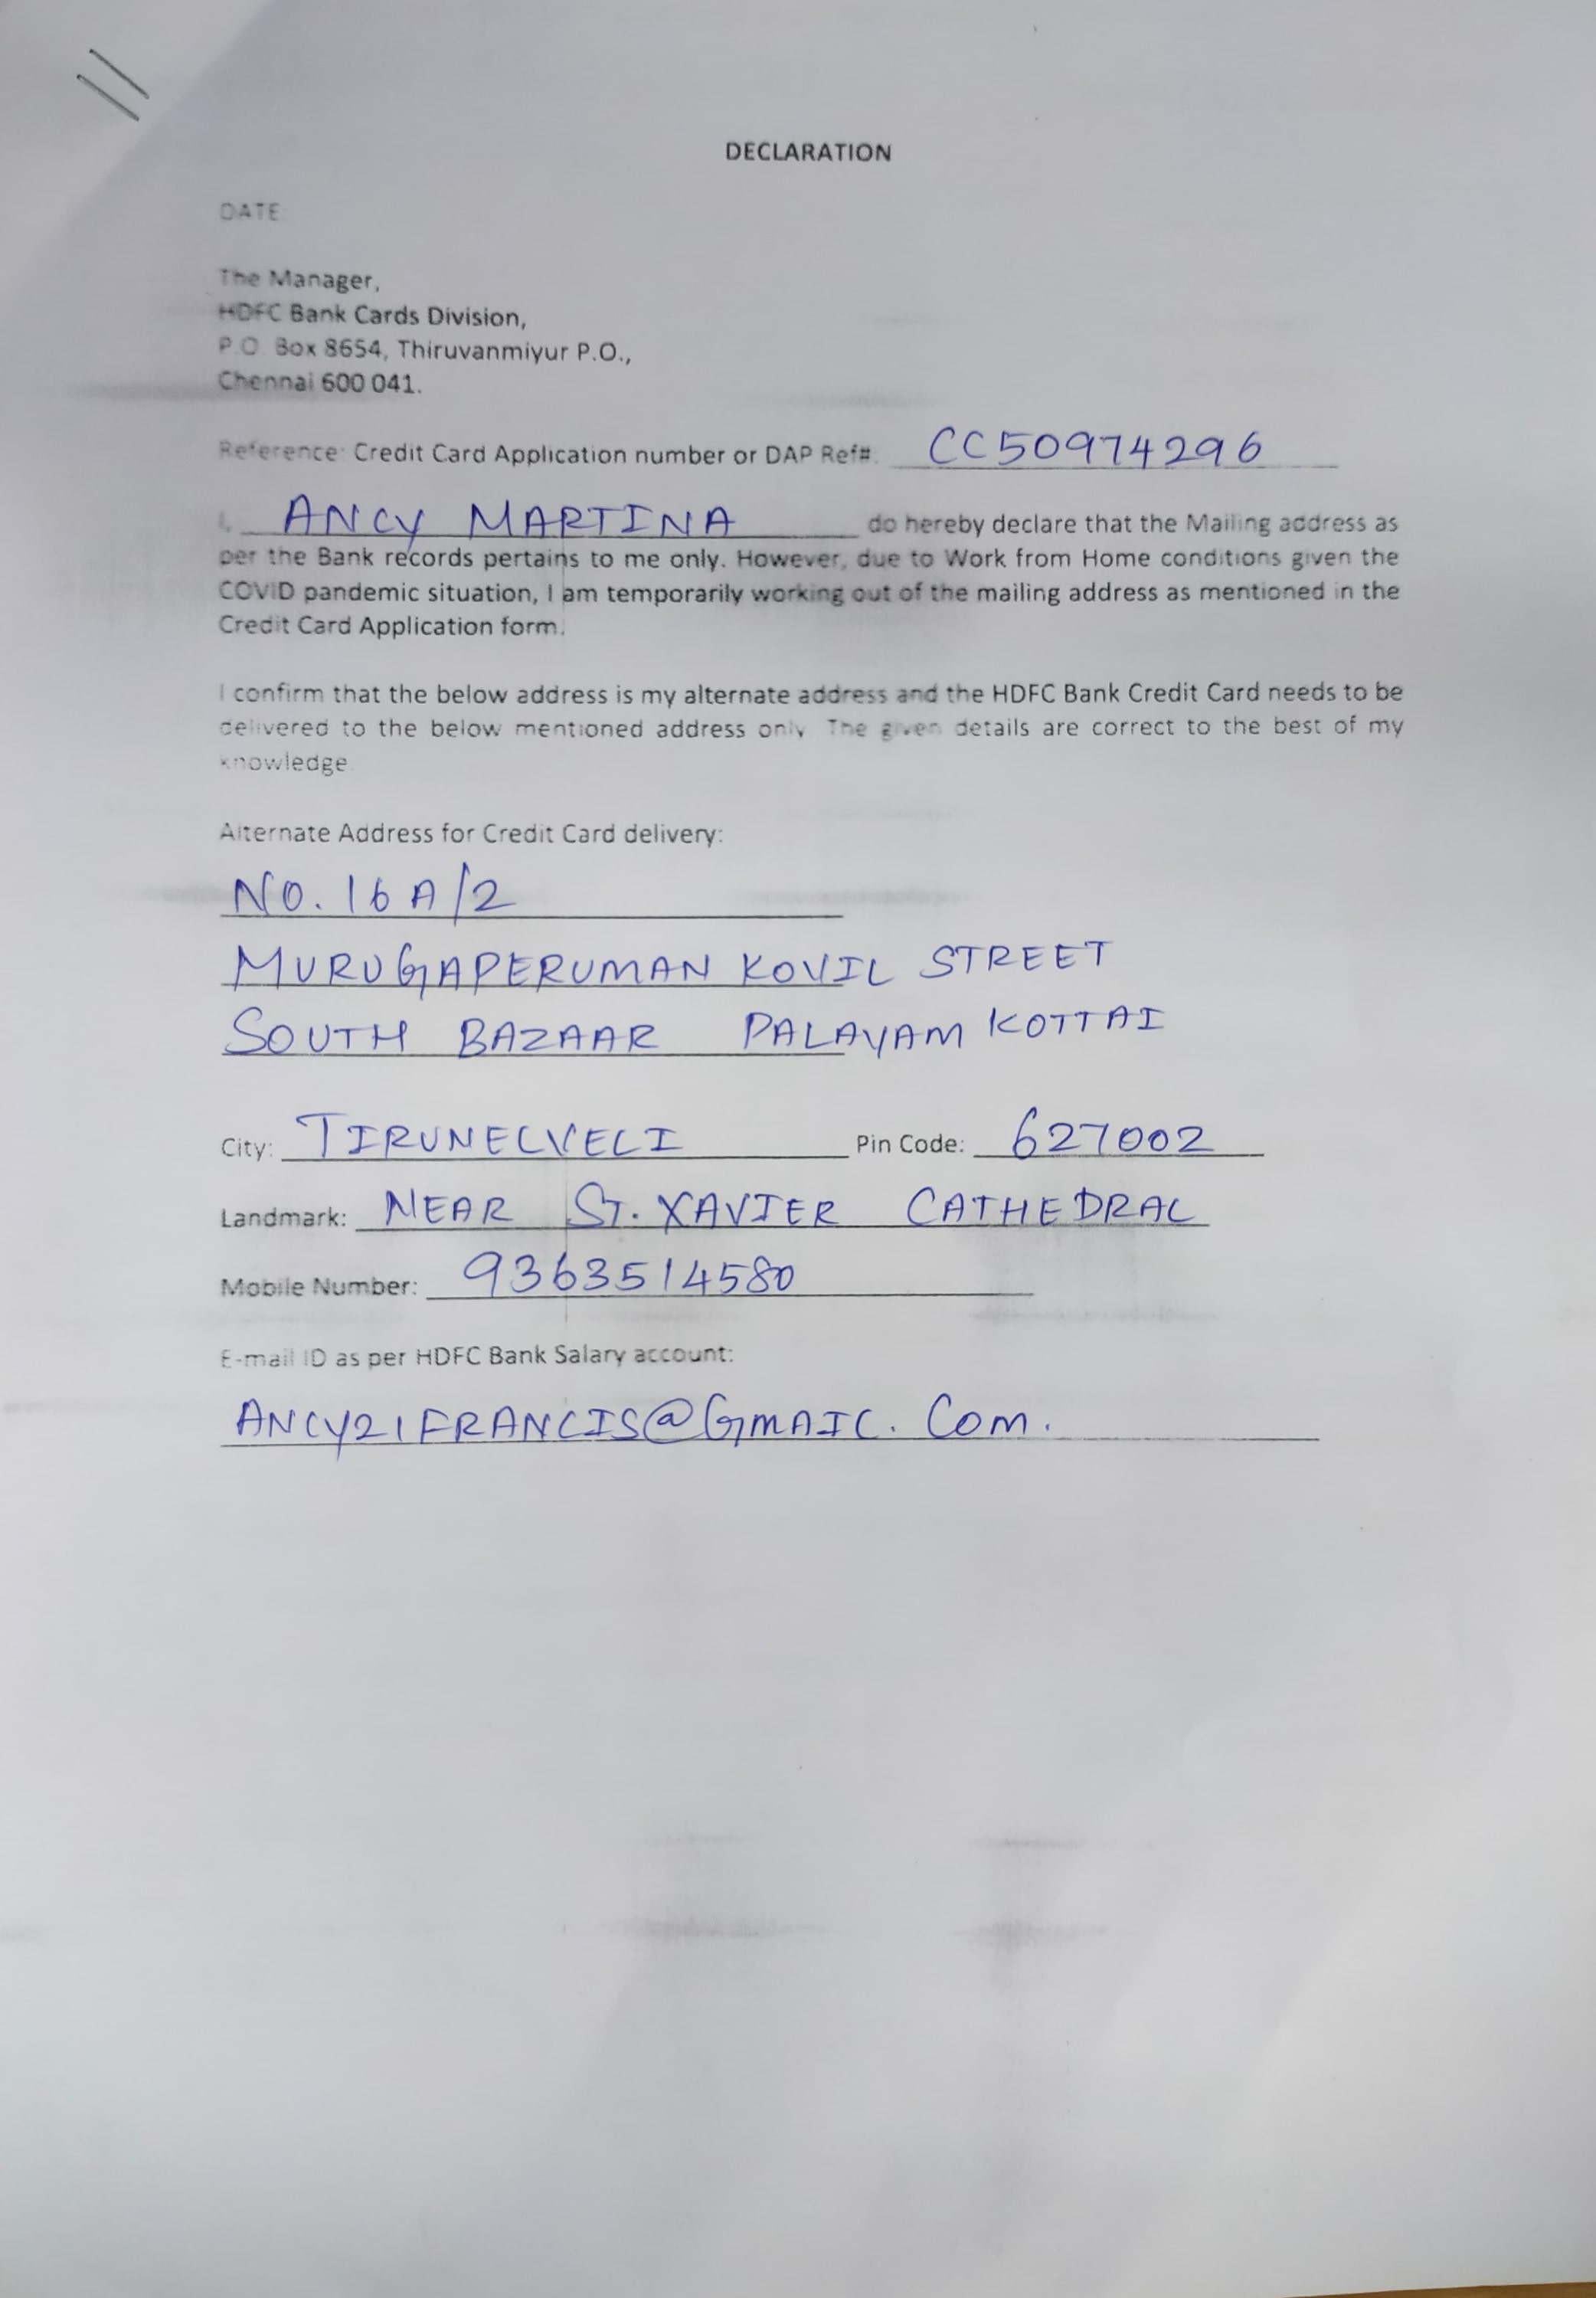 DECLARATION
DATE
The Manager,
HDFC Bank Cards Division,
P.O. Box 8654, Thiruvanmiyur P.O.,
Chennai 600 041.
Reference: Credit Card Application number or DAP Ref#. CC50974296
I, ANCY MARTINA do hereby declare that the Mailing address as
per the Bank records pertains to me only. However, due to Work from Home conditions given the
COVID pandemic situation, I am temporarily working out of the mailing address as mentioned in the
Credit Card Application form.
I confirm that the below address is my alternate address and the HDFC Bank Credit Card needs to be
delivered to the below mentioned address only. The given details are correct to the best of my
knowledge.
Alternate Address for Credit Card delivery:
NO. 16 A/2
MURUGAPERUMAN KOVIL STREET
SOUTH BAZAAR PALAYAM KOTTAI
City: TIRUNELVELI Pin Code: 627002
Landmark: NEAR ST. XAVIER CATHEDRAL
Mobile Number: 9363514580
E-mail ID as per HDFC Bank Salary account:
ANCY21FRANCIS@GMAIL. COM.